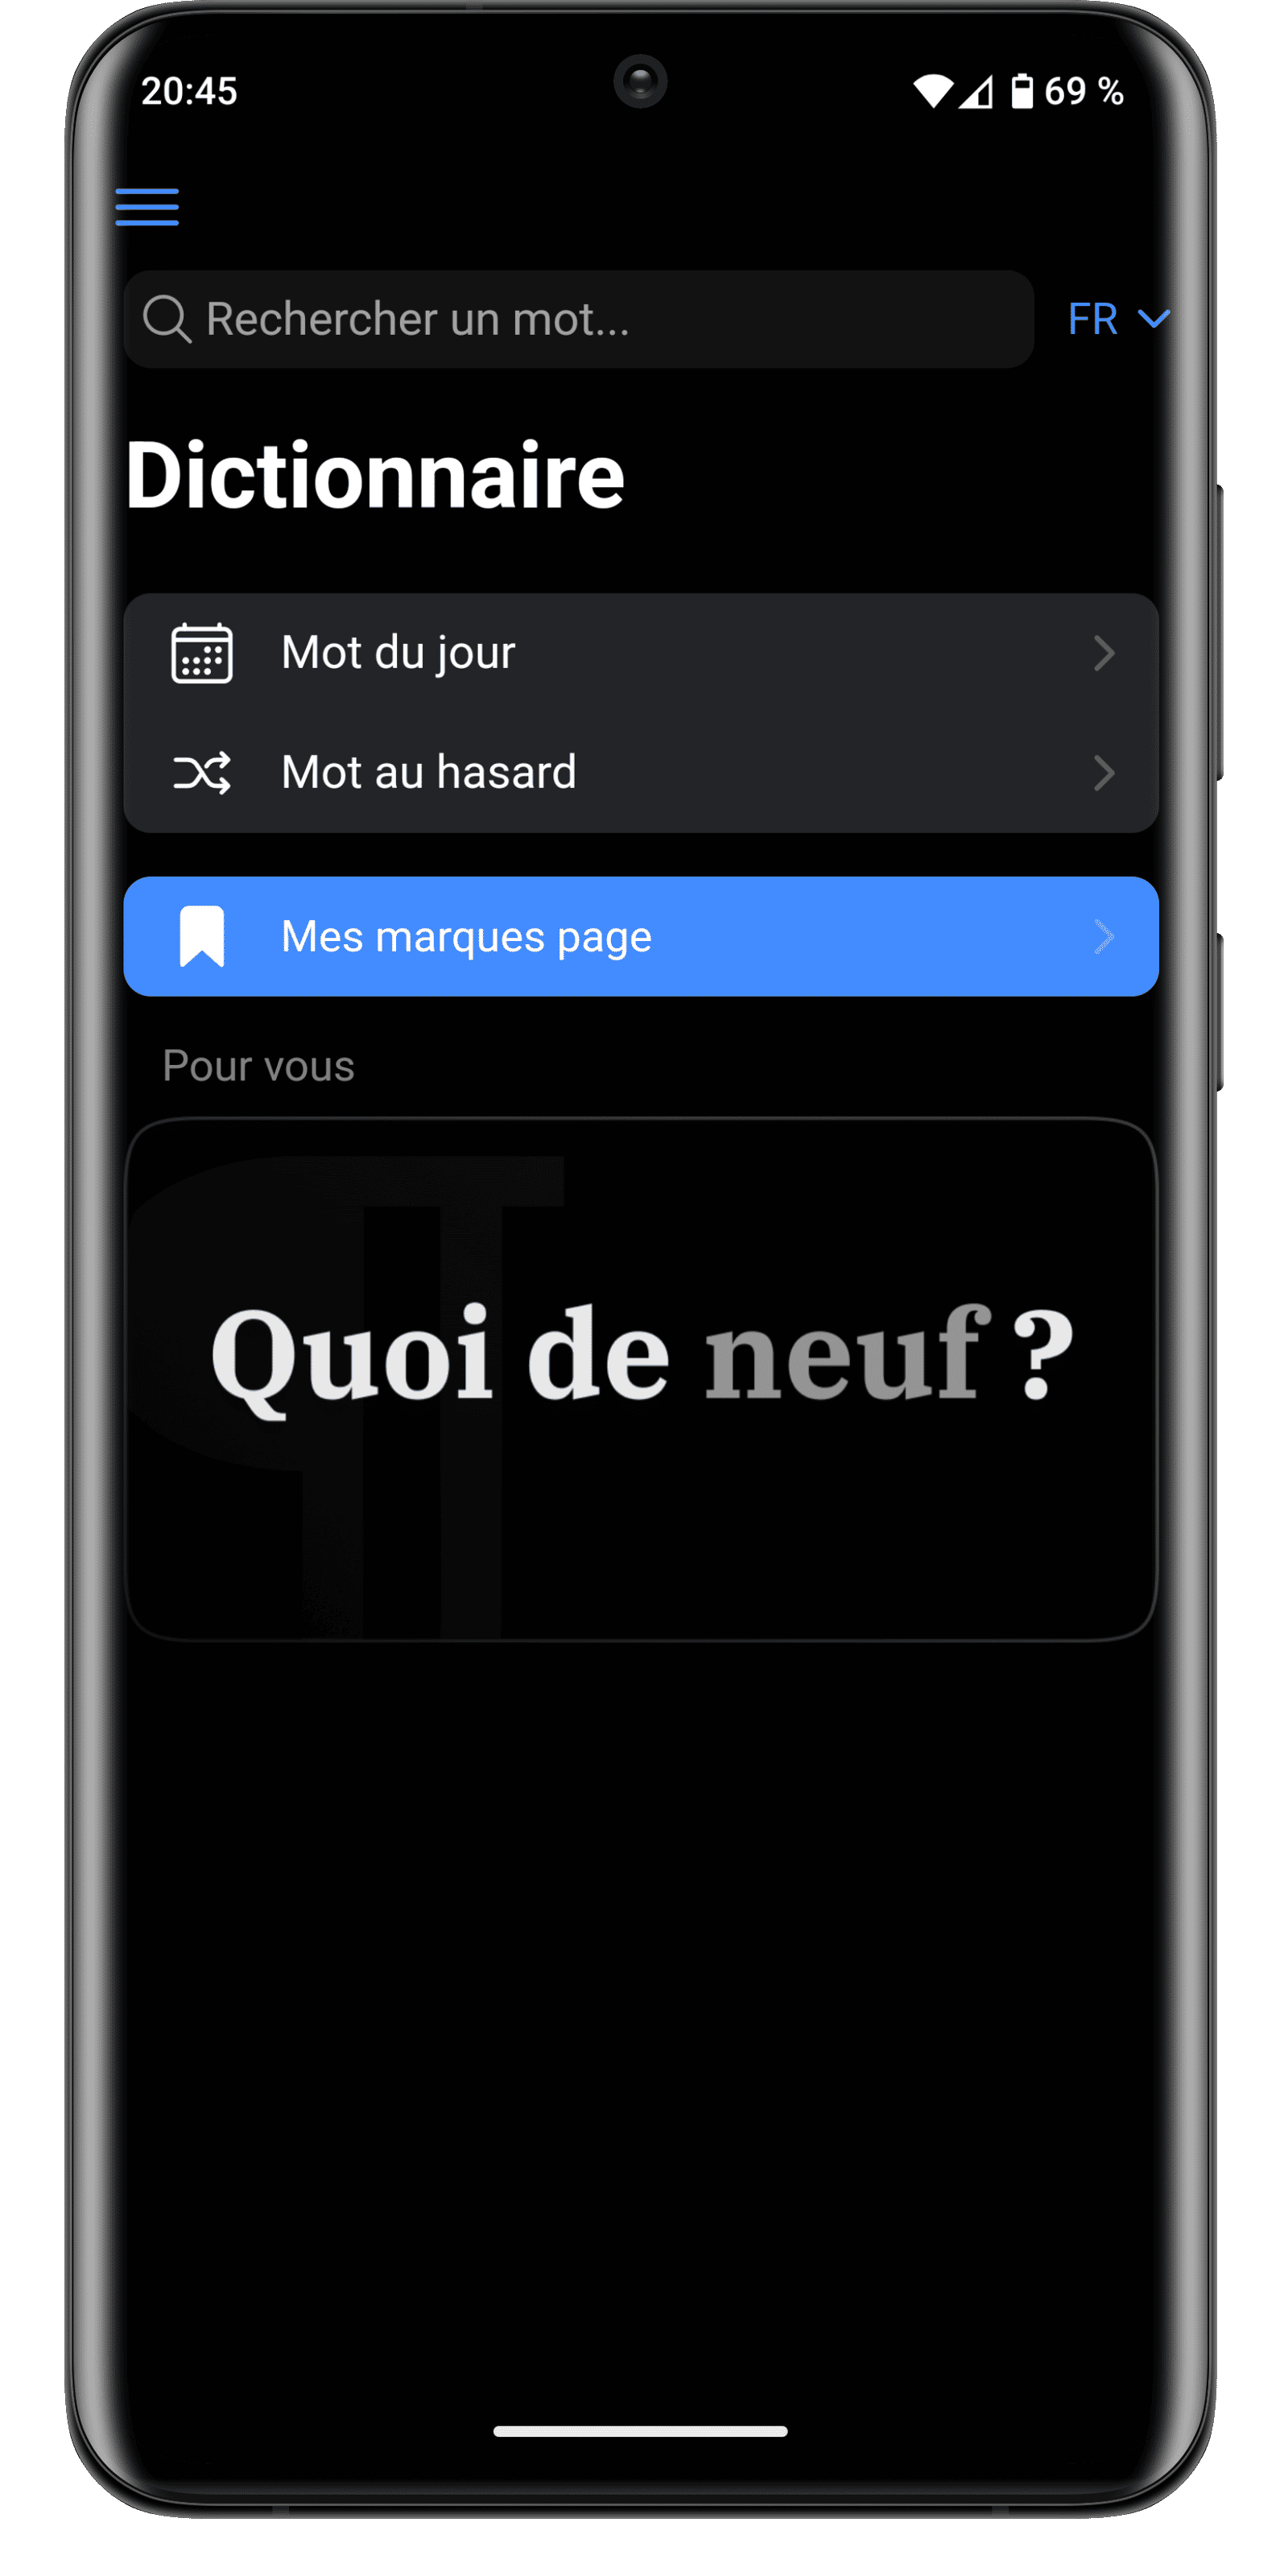 20:45 69 %
Rechercher un mot... FR
Dictionnaire
Mot du jour
Mot au hasard
Mes marques page
Pour vous
¶
Quoi de neuf ?